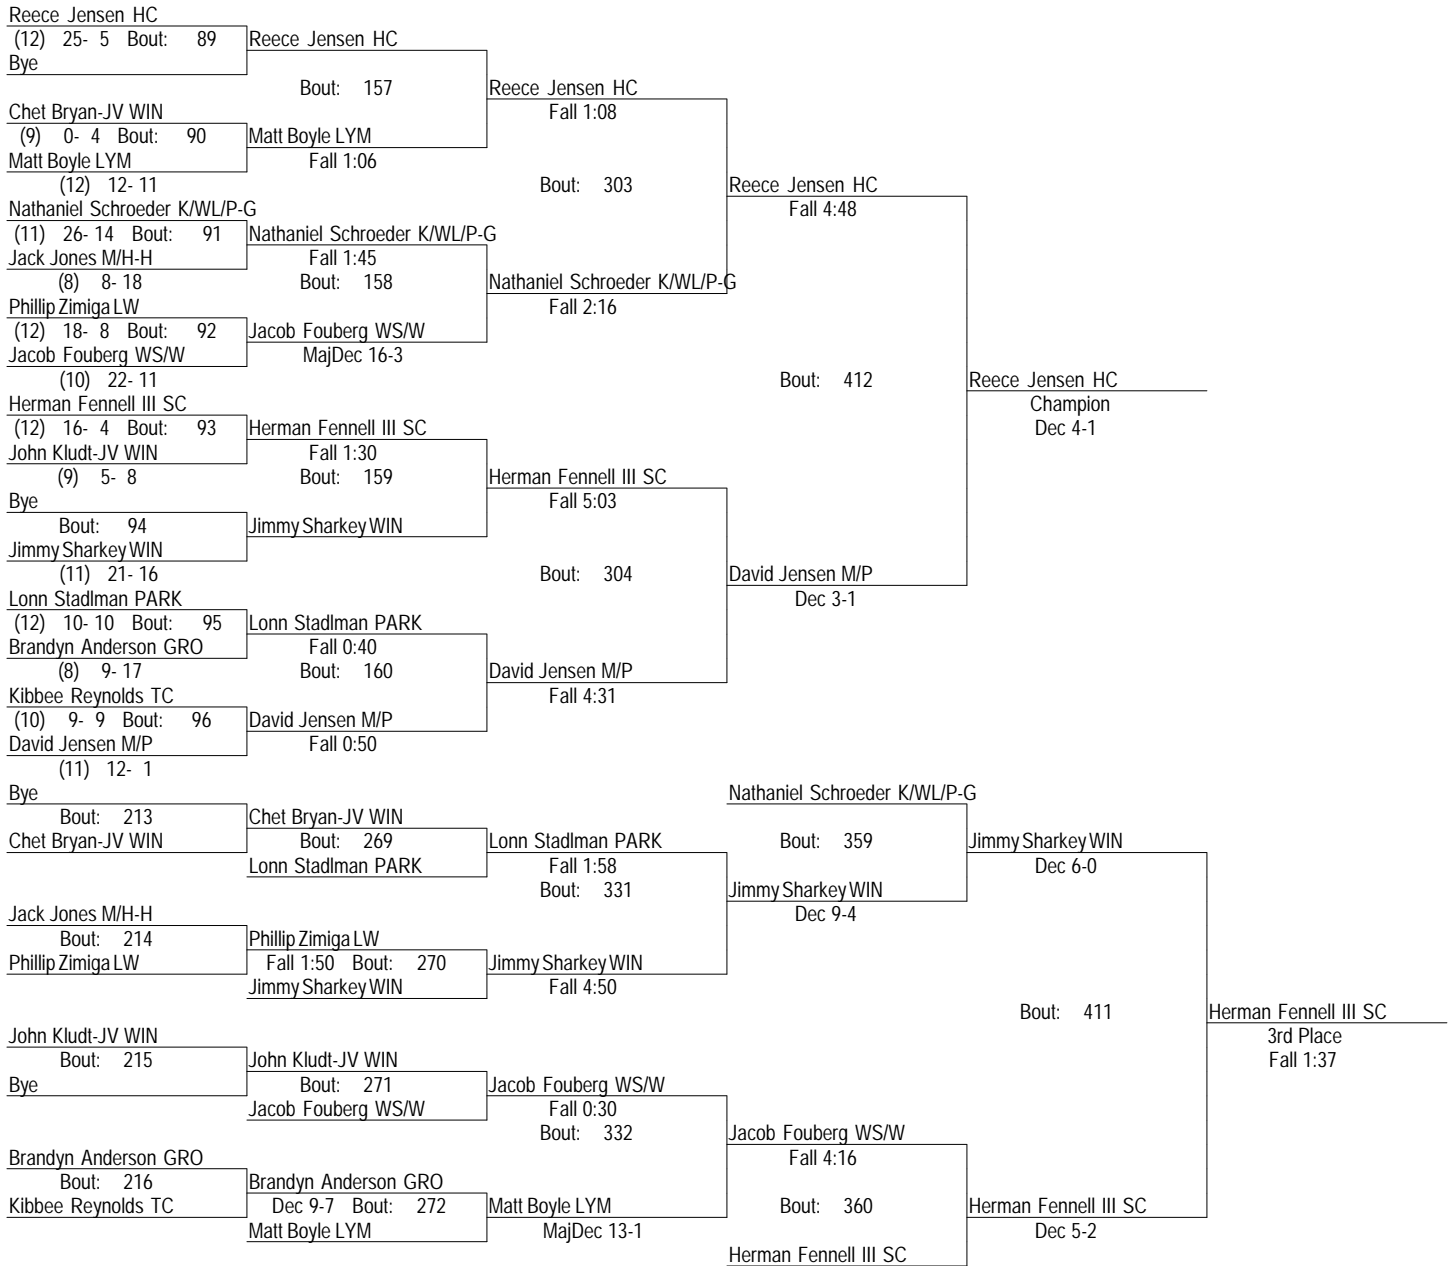 Reece Jensen HC
(12) 25- 5 Bout: 89 Reece Jensen HC
Bye
Bout: 157 Reece Jensen HC
Chet Bryan-JV WIN Fall 1:08
(9) 0- 4 Bout: 90 Matt Boyle LYM
Matt Boyle LYM Fall 1:06
(12) 12- 11 Bout: 303 Reece Jensen HC
Nathaniel Schroeder K/WL/P-G Fall 4:48
(11) 26- 14 Bout: 91 Nathaniel Schroeder K/WL/P-G
Jack Jones M/H-H Fall 1:45
(8) 8- 18 Bout: 158 Nathaniel Schroeder K/WL/P-G
Phillip Zimiga LW Fall 2:16
(12) 18- 8 Bout: 92 Jacob Fouberg WS/W
Jacob Fouberg WS/W MajDec 16-3
(10) 22- 11 Bout: 412 Reece Jensen HC
Herman Fennell III SC Champion
(12) 16- 4 Bout: 93 Herman Fennell III SC Dec 4-1
John Kludt-JV WIN Fall 1:30
(9) 5- 8 Bout: 159 Herman Fennell III SC
Bye Fall 5:03
Bout: 94 Jimmy Sharkey WIN
Jimmy Sharkey WIN
(11) 21- 16 Bout: 304 David Jensen M/P
Lonn Stadlman PARK Dec 3-1
(12) 10- 10 Bout: 95 Lonn Stadlman PARK
Brandyn Anderson GRO Fall 0:40
(8) 9- 17 Bout: 160 David Jensen M/P
Kibbee Reynolds TC Fall 4:31
(10) 9- 9 Bout: 96 David Jensen M/P
David Jensen M/P Fall 0:50
(11) 12- 1
Bye Nathaniel Schroeder K/WL/P-G
Bout: 213 Chet Bryan-JV WIN
Chet Bryan-JV WIN Bout: 269 Lonn Stadlman PARK Bout: 359 Jimmy Sharkey WIN
Lonn Stadlman PARK Fall 1:58 Dec 6-0
Bout: 331 Jimmy Sharkey WIN
Jack Jones M/H-H Dec 9-4
Bout: 214 Phillip Zimiga LW
Phillip Zimiga LW Fall 1:50 Bout: 270 Jimmy Sharkey WIN
Jimmy Sharkey WIN Fall 4:50
Bout: 411 Herman Fennell III SC
John Kludt-JV WIN 3rd Place
Bout: 215 John Kludt-JV WIN Fall 1:37
Bye Bout: 271 Jacob Fouberg WS/W
Jacob Fouberg WS/W Fall 0:30
Bout: 332 Jacob Fouberg WS/W
Brandyn Anderson GRO Fall 4:16
Bout: 216 Brandyn Anderson GRO
Kibbee Reynolds TC Dec 9-7 Bout: 272 Matt Boyle LYM Bout: 360 Herman Fennell III SC
Matt Boyle LYM MajDec 13-1 Dec 5-2
Herman Fennell III SC